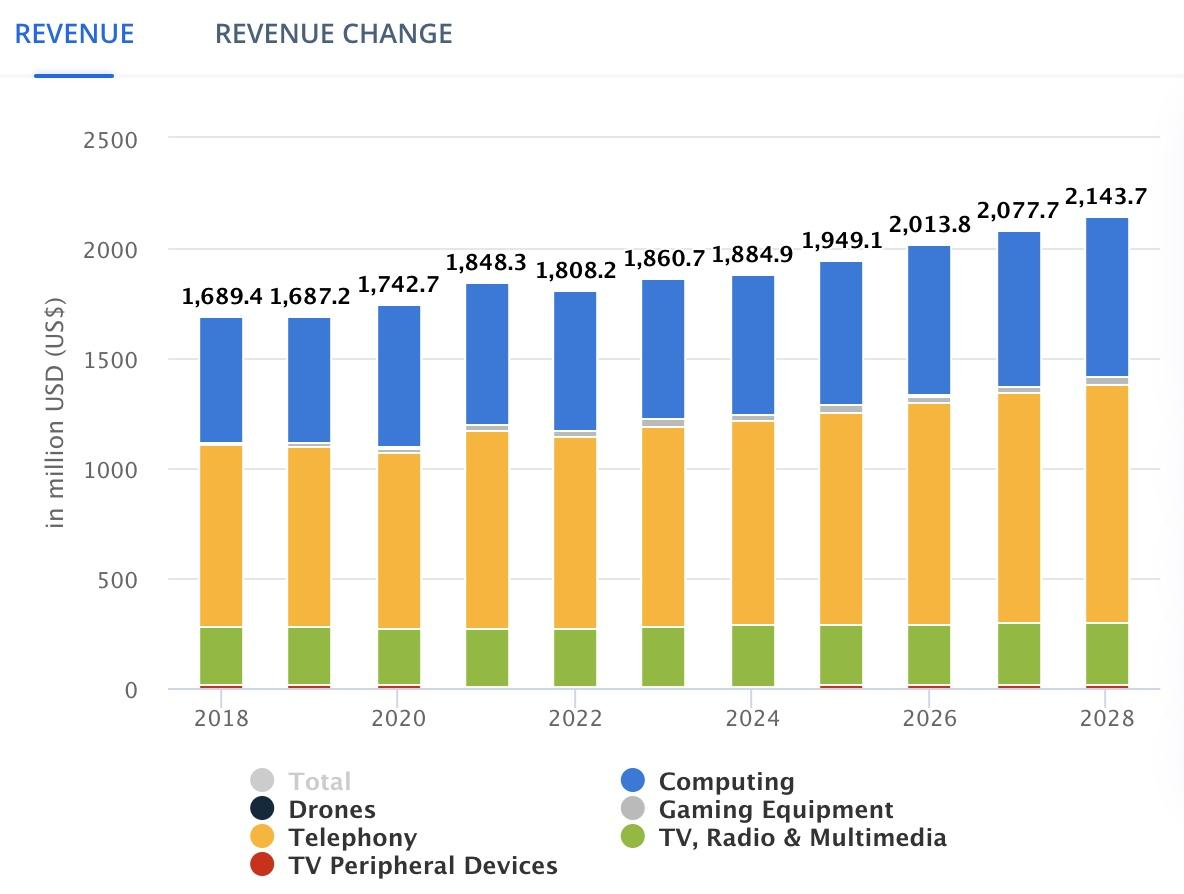 REVENUE REVENUE CHANGE
2500
2,143.7
2,077.7
2,013.8
2000
1,949.1
1,848.3 1,808.2 1,860.7 1,884.9
1,689.4 1,687.2 1,742.7
1500
in million USD (US$)
1000
500
0
2018 2020 2022 2024 2026 2028
Total Computing
Drones Gaming Equipment
Telephony TV, Radio & Multimedia
TV Peripheral Devices